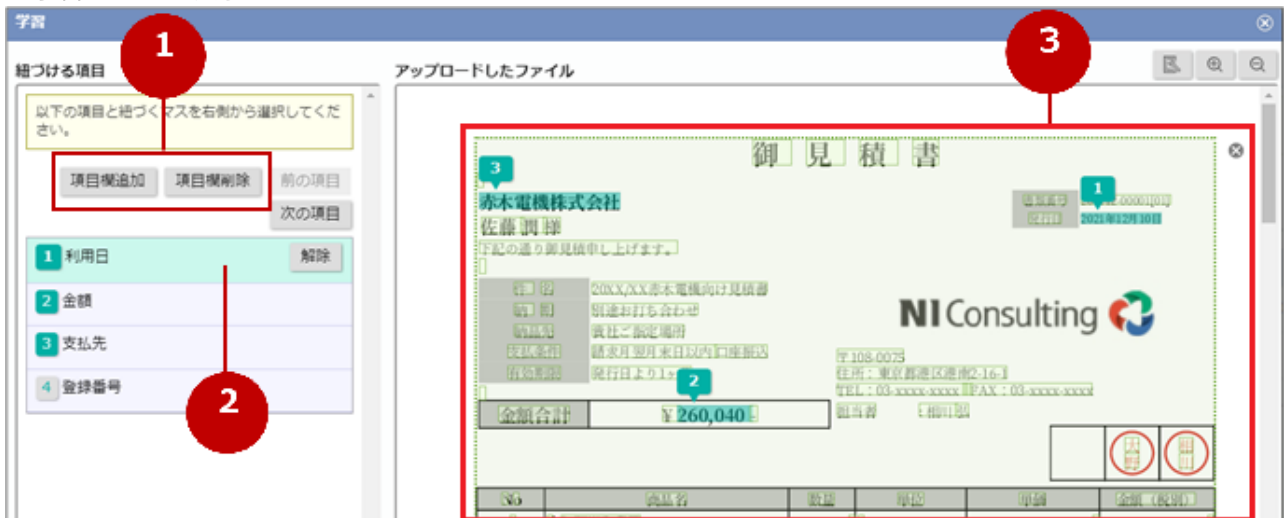 学習
1
3
紐づける項目
アップロードしたファイル
以下の項目と紐づくマスを右側から選択してくだ
さい。
項目欄追加 項目欄削除 前の項目
次の項目
1 利用日 解除
2 金額
3 支払先
4 登録番号
2
御見積書
3
赤木電機株式会社
1
2021年12月10日
佐藤 潤 様
下記の通り御見積申し上げます。
件 名 20XX/XX赤木電機向け見積書
納 期 別途お打ち合わせ
納品先 貴社ご指定場所
支払条件 請求月翌月末日以内口座振込
有効期限 発行日より1ヶ
NI Consulting
〒108-0075
住所:東京都港区港南2-16-1
TEL:03-xxxx-xxxx FAX:03-xxxx-xxxx
担当者
2
金額合計 ¥ 260,040-
No 商品名 数量 単位 単価 金額（税別）